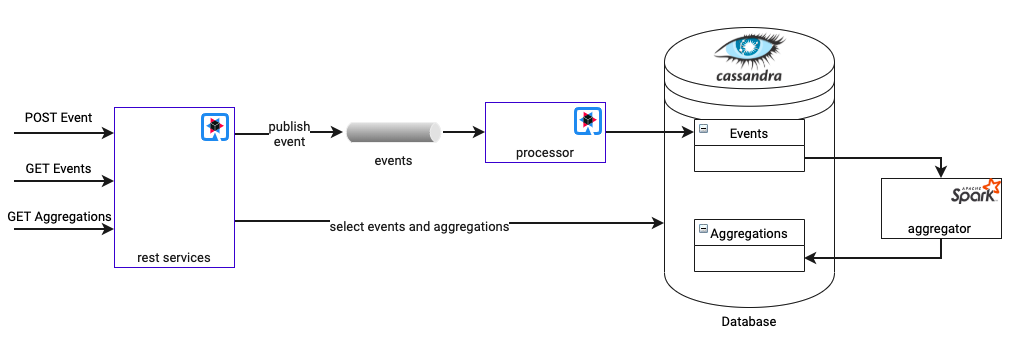 cassandra
POST Event
publish
event
events
processor
Events
GET Events
APACHE
Spark
GET Aggregations
select events and aggregations
Aggregations
aggregator
rest services
Database